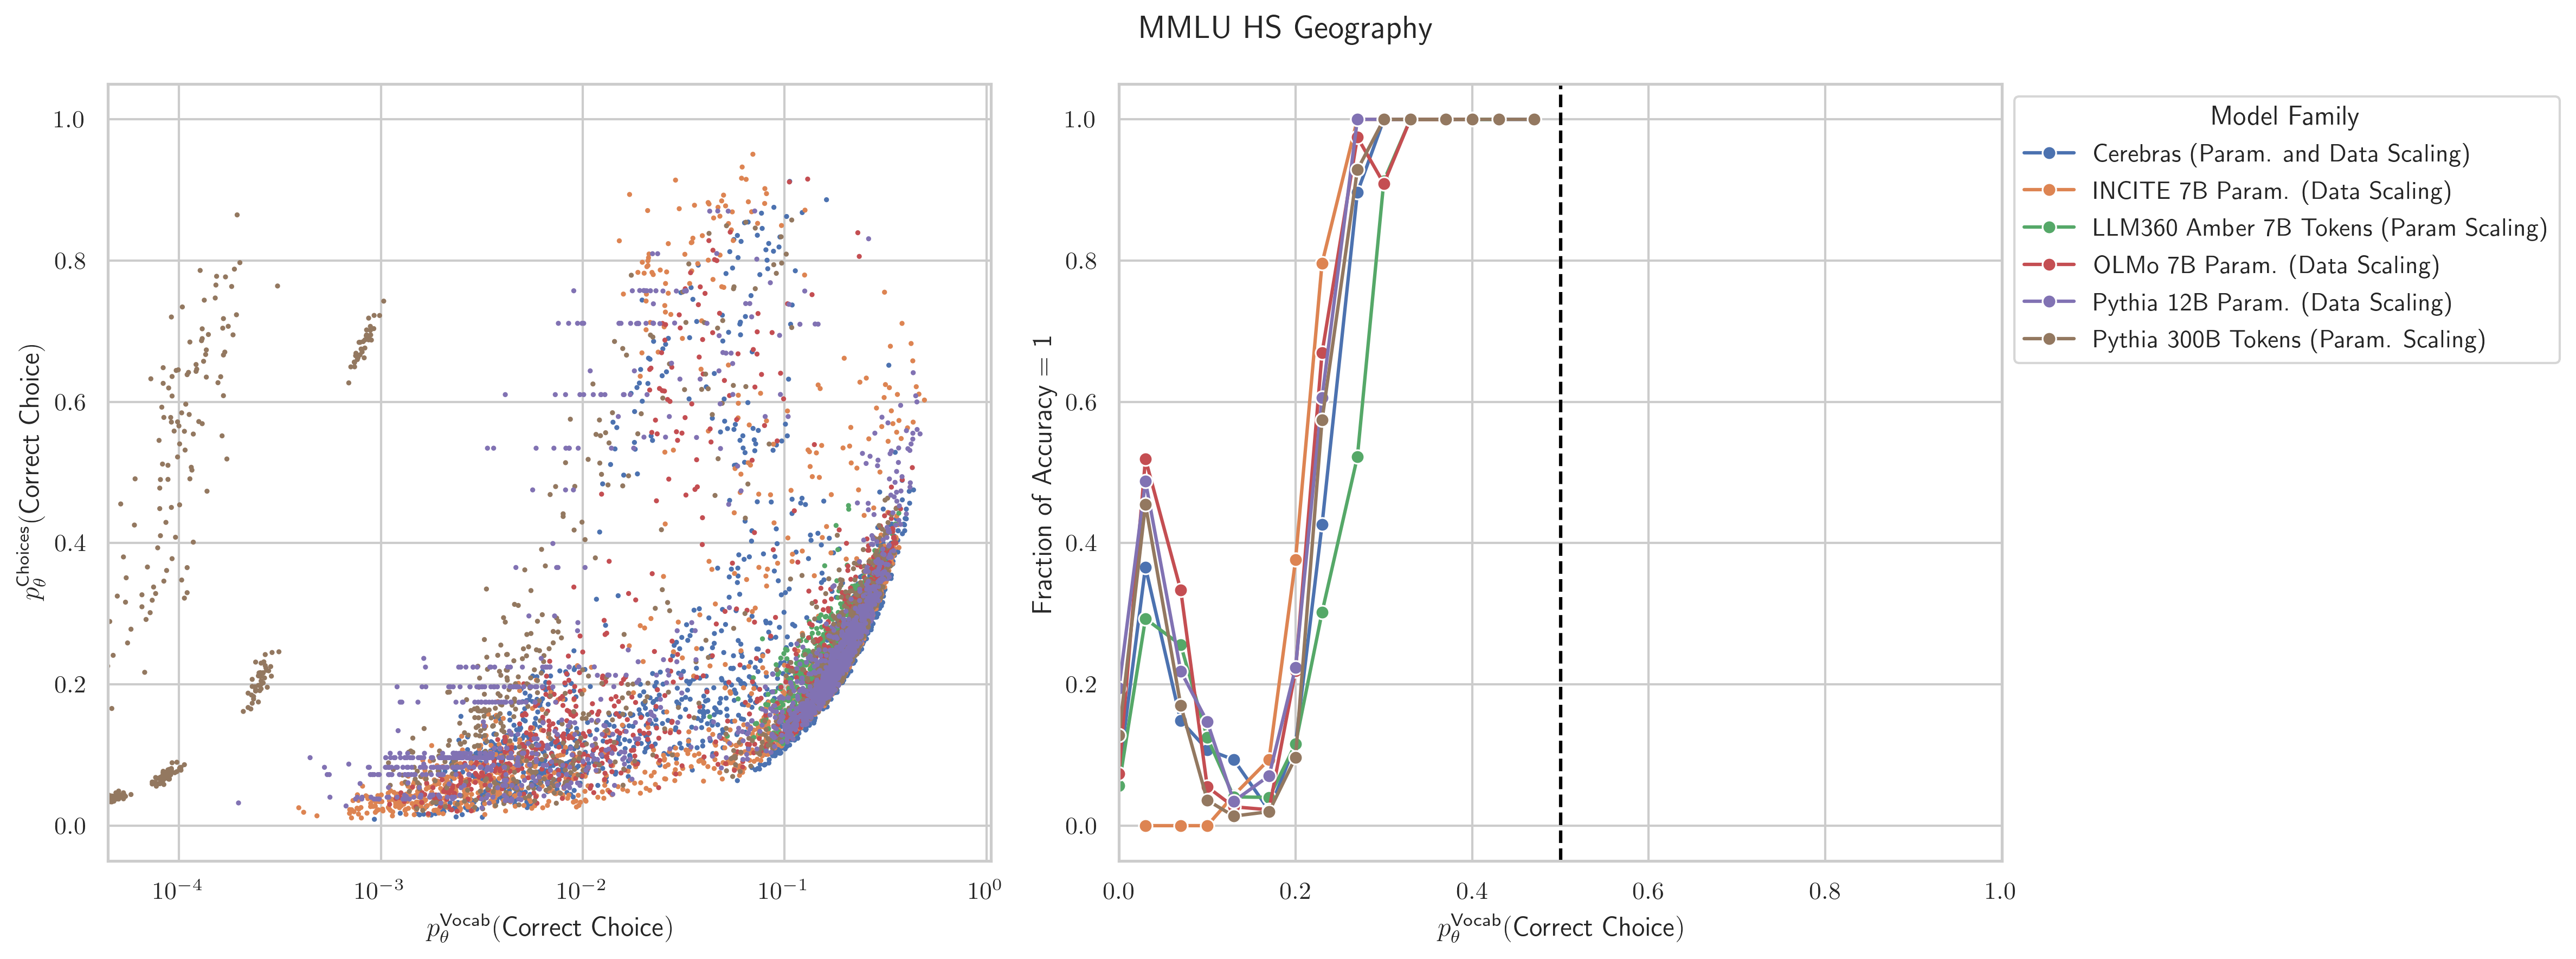 MMLU HS Geography
1.0
0.8
0.6
0.4
0.2
0.0
p_θ^Choices(Correct Choice)
10^−4
10^−3
10^−2
10^−1
10^0
p_θ^Vocab(Correct Choice)
1.0
0.8
0.6
0.4
0.2
0.0
Fraction of Accuracy = 1
0.0
0.2
0.4
0.6
0.8
1.0
p_θ^Vocab(Correct Choice)
Model Family
Cerebras (Param. and Data Scaling)
INCITE 7B Param. (Data Scaling)
LLM360 Amber 7B Tokens (Param Scaling)
OLMo 7B Param. (Data Scaling)
Pythia 12B Param. (Data Scaling)
Pythia 300B Tokens (Param. Scaling)